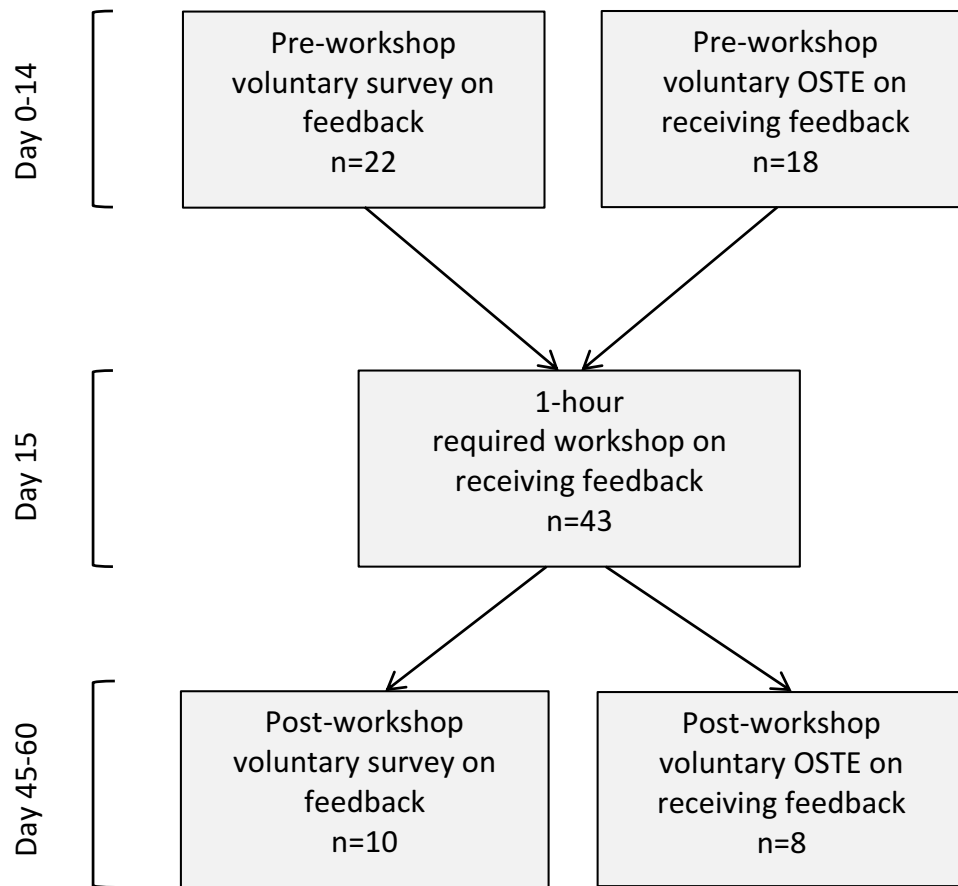 Day 0-14
Pre-workshop
voluntary survey on
feedback
n=22
Pre-workshop
voluntary OSTE on
receiving feedback
n=18
Day 15
1-hour
required workshop on
receiving feedback
n=43
Day 45-60
Post-workshop
voluntary survey on
feedback
n=10
Post-workshop
voluntary OSTE on
receiving feedback
n=8